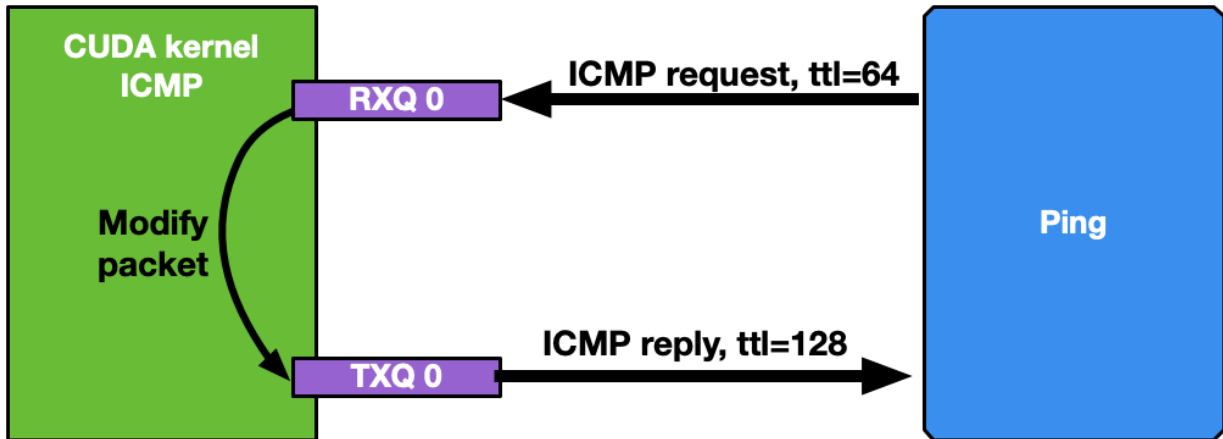 CUDA kernel
ICMP
RXQ 0
ICMP request, ttl=64
Modify
packet
Ping
ICMP reply, ttl=128
TXQ 0